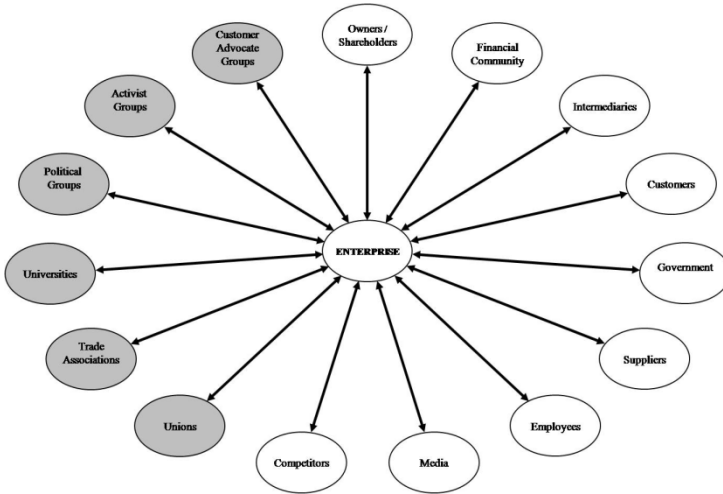 Owners /
Shareholders
Customer
Advocate
Groups
Financial
Community
Activist
Groups
Intermediaries
Political
Groups
Customers
ENTERPRISE
Universities
Government
Trade
Associations
Suppliers
Unions
Employees
Competitors
Media